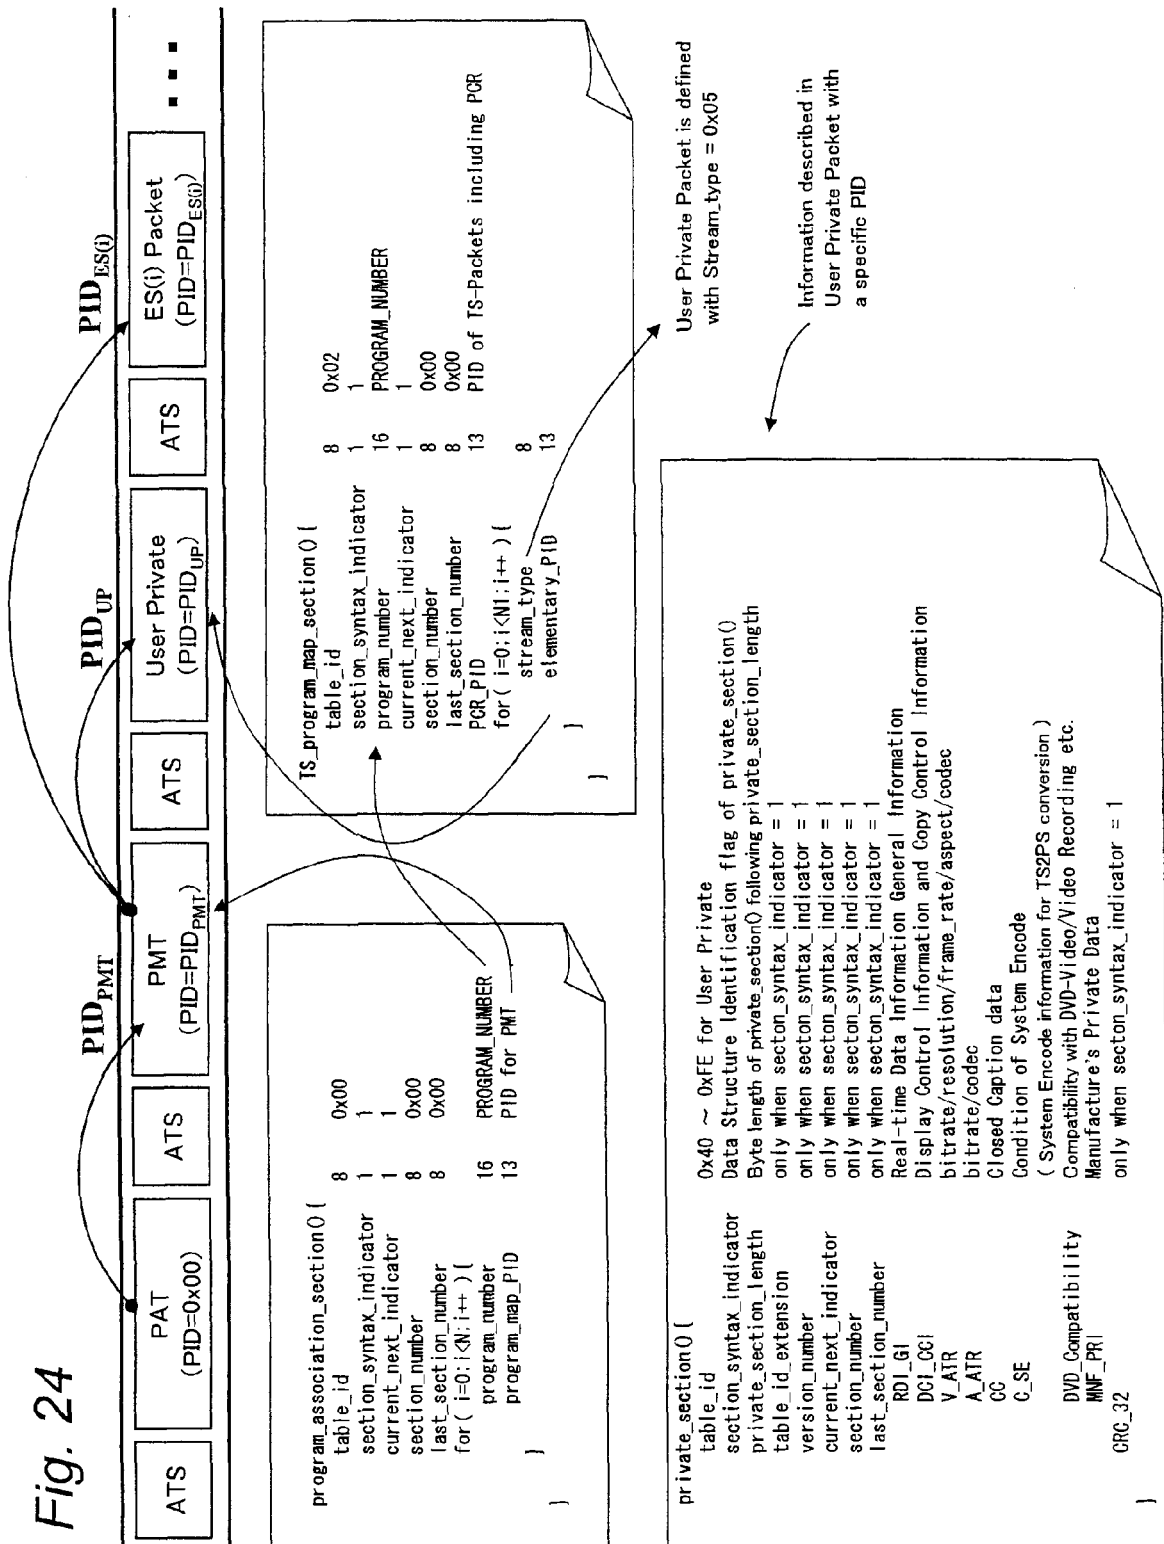 Fig. 24
PID_PMT
PID_UP
PID_ES(i)
ATS
PAT
(PID=0x00)
ATS
PMT
(PID=PID_PMT)
ATS
User Private
(PID=PID_UP)
ATS
ES(i) Packet
(PID=PID_ES(i))
...
program_association_section() {
table_id 8 0x00
section_syntax_indicator 1 1
current_next_indicator 1 1
section_number 8 0x00
last_section_number 8 0x00
for( i=0;i<N;i++ ) {
program_number 16 PROGRAM_NUMBER
program_map_PID 13 PID for PMT
}
TS_program_map_section() {
table_id 8 0x02
section_syntax_indicator 1 1
program_number 16 PROGRAM_NUMBER
current_next_indicator 1 1
section_number 8 0x00
last_section_number 8 0x00
PCR_PID 13 PID of TS-Packets including PCR
for( i=0;i<N1;i++ ) {
stream_type 8
elementary_PID 13
}
User Private Packet is defined
with Stream_type = 0x05
private_section() {
table_id 0x40 ~ 0xFE for User Private
section_syntax_indicator Data Structure Identification flag of private_section()
private_section_length Byte length of private_section() following private_section_length
table_id_extension only when secton_syntax_indicator = 1
version_number only when secton_syntax_indicator = 1
current_next_indicator only when secton_syntax_indicator = 1
section_number only when secton_syntax_indicator = 1
last_section_number only when secton_syntax_indicator = 1
RDI_GI Real-time Data Information General Information
DCI_CCI Display Control Information and Copy Control Information
V_ATR bitrate/resolution/frame_rate/aspect/codec
A_ATR bitrate/codec
CC Closed Caption data
C_SE Condition of System Encode
( System Encode information for TS2PS conversion )
DVD_Compatibility Compatibility with DVD-Video/Video Recording etc.
MNF_PRI Manufacture's Private Data
CRC_32 only when secton_syntax_indicator = 1
}
Information described in
User Private Packet with
a specific PID